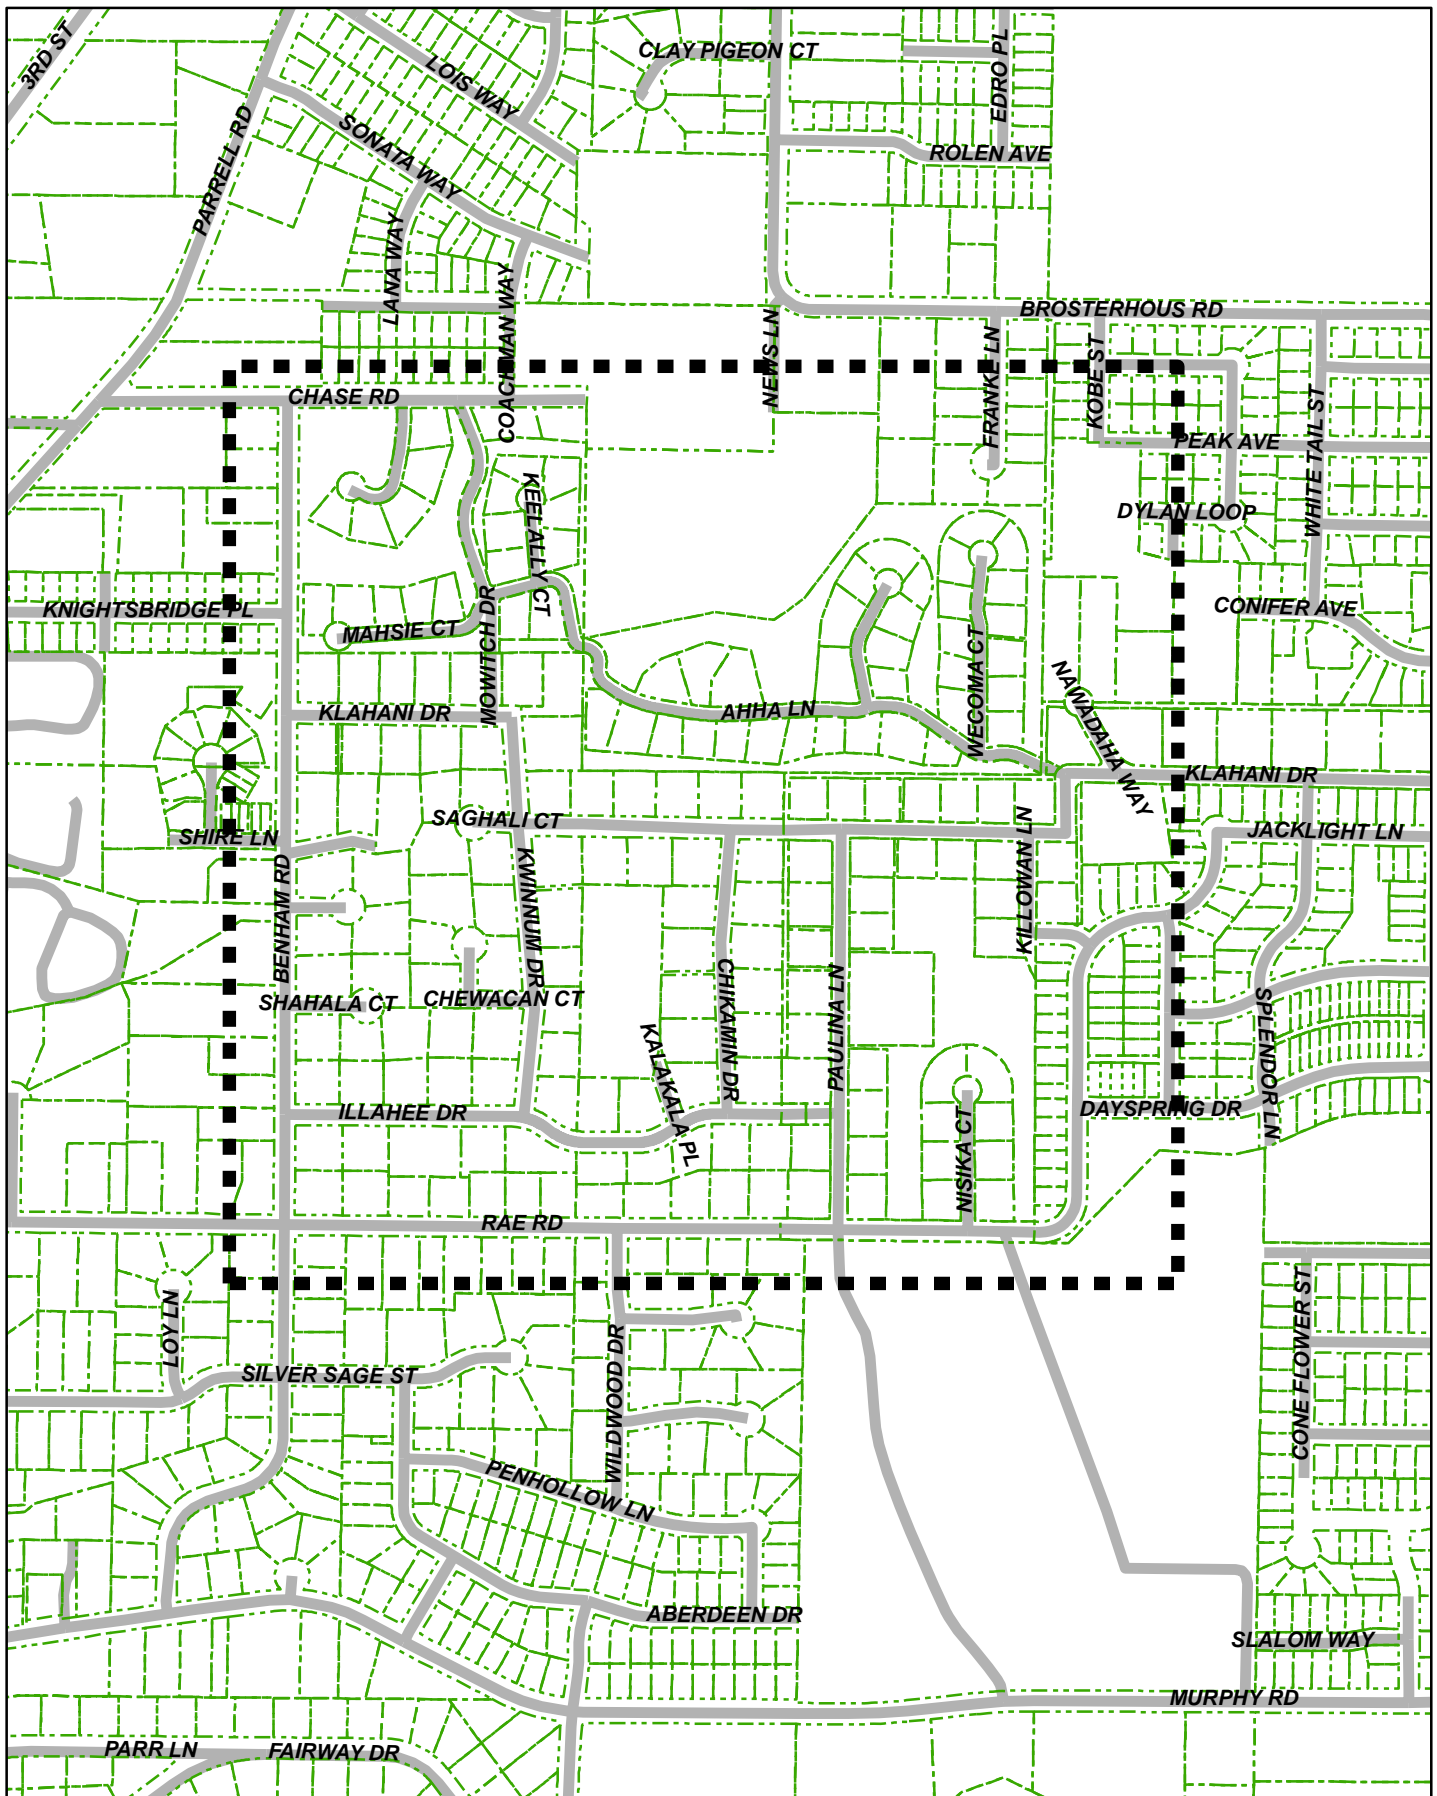 3RD ST
CLAY PIGEON CT
EDRO PL
LOIS WAY
PARRELL RD
SONATA WAY
ROLEN AVE
LANA WAY
COACHMAN WAY
BROSTERHOUS RD
NEWS LN
FRANKE LN
KOBE ST
CHASE RD
WHITE TAIL ST
PEAK AVE
KEELALLY CT
DYLAN LOOP
KNIGHTSBRIDGE PL
MAHSIE CT
MOWITCH DR
CONIFER AVE
WECOMA CT
NAWADAHA WAY
KLAHANI DR
AHHA LN
KLAHANI DR
SAGHALI CT
SHIRE LN
JACKLIGHT LN
KILLOWAN LN
BENHAM RD
KWINNUM DR
SHAHALA CT
CHEWACAN CT
CHIKAMIN DR
PAULINA LN
KALAKALA PL
SPLENDOR LN
ILLAHEE DR
DAYSPRING DR
NISIKA CT
RAE RD
LOY LN
CONE FLOWER ST
SILVER SAGE ST
WILDWOOD DR
PENHOLLOW LN
ABERDEEN DR
SLALOM WAY
MURPHY RD
PARR LN
FAIRWAY DR